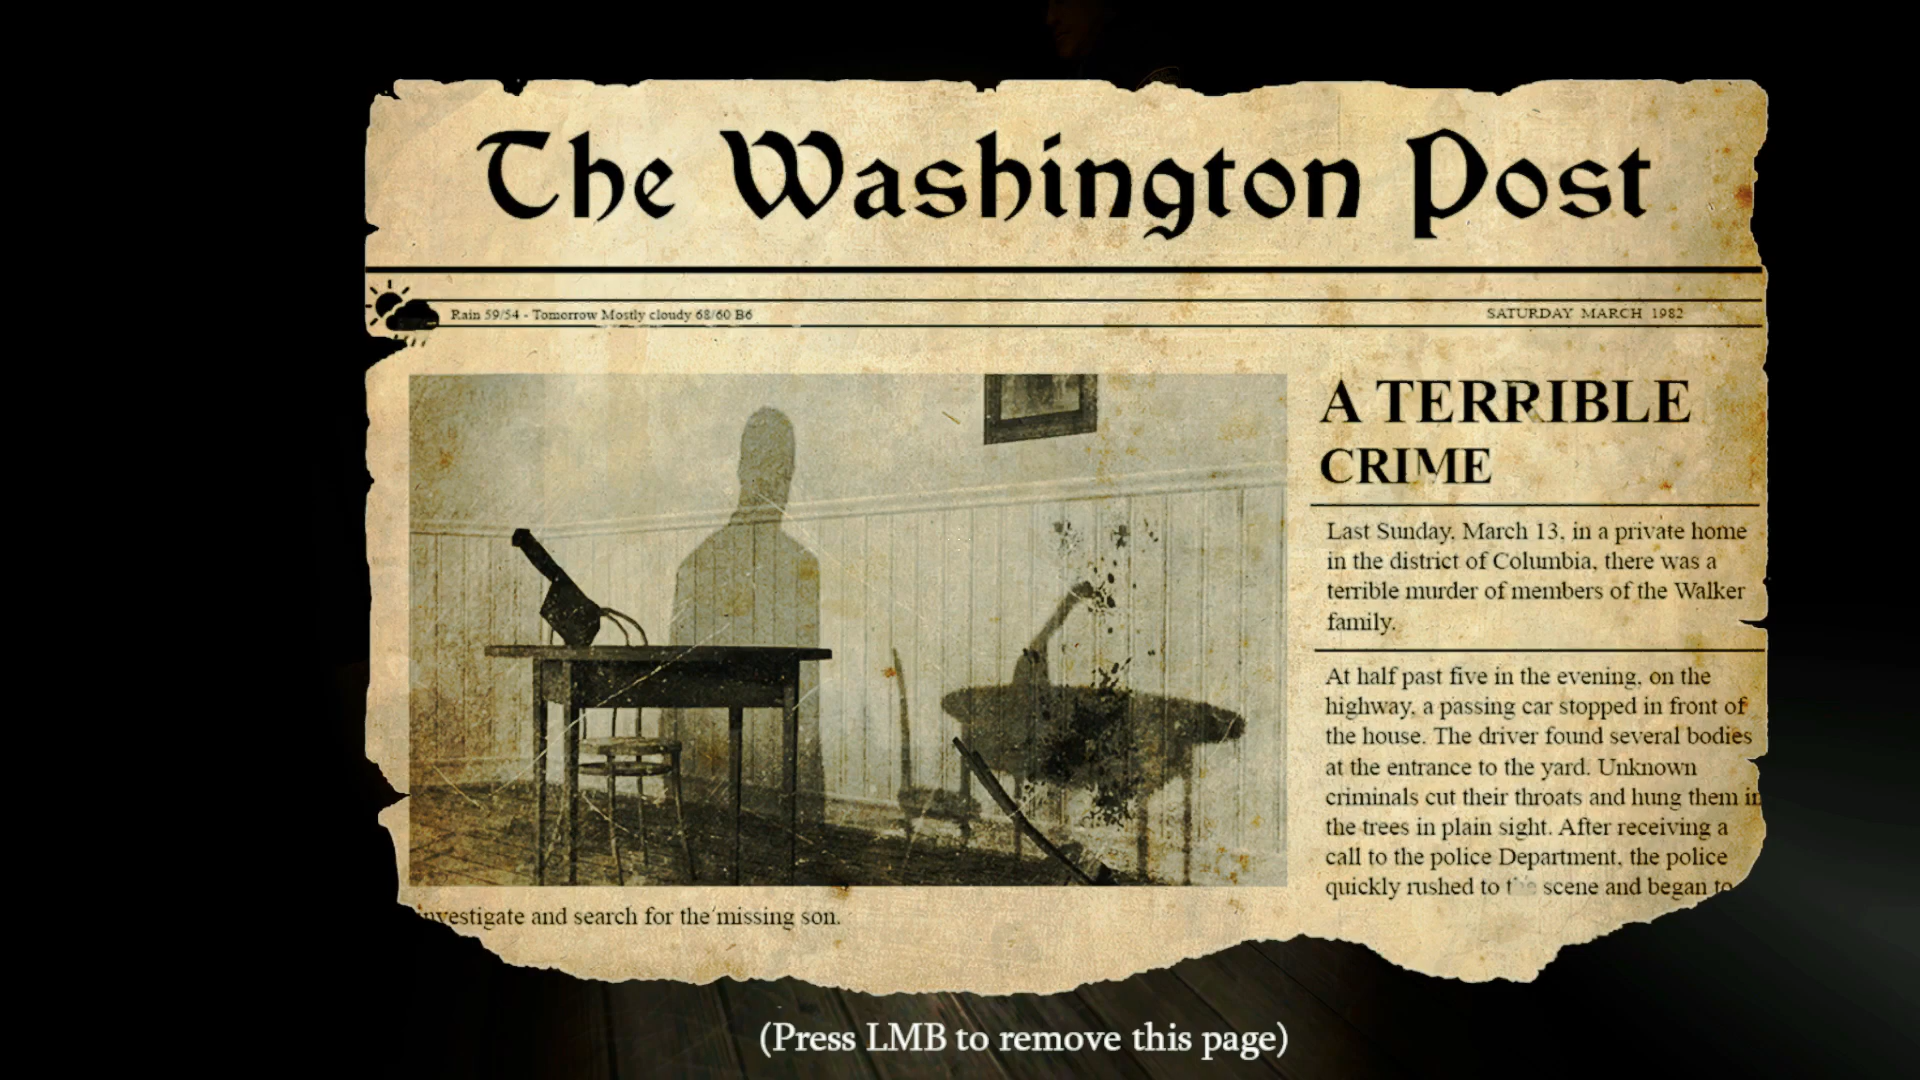 The Washington Post
Rain 59/54 - Tomorrow Mostly cloudy 68/60 B6
SATURDAY MARCH 1982
A TERRIBLE
CRIME
Last Sunday, March 13, in a private home
in the district of Columbia, there was a
terrible murder of members of the Walker
family.
At half past five in the evening, on the
highway, a passing car stopped in front of
the house. The driver found several bodies
at the entrance to the yard. Unknown
criminals cut their throats and hung them in
the trees in plain sight. After receiving a
call to the police Department, the police
quickly rushed to the scene and began to
investigate and search for the missing son.
(Press LMB to remove this page)